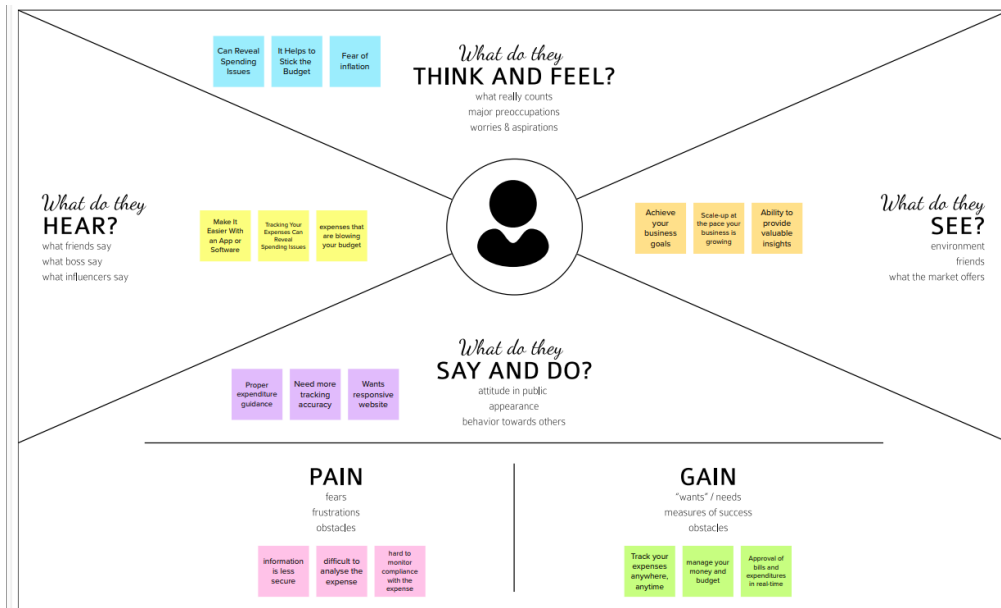 Can Reveal
Spending
Issues
It Helps to
Stick the
Budget
Fear of
inflation
What do they
THINK AND FEEL?
what really counts
major preoccupations
worries & aspirations
What do they
HEAR?
what friends say
what boss say
what influencers say
Make It
Easier With
an App or
Software
Tracking Your
Expenses Can
Reveal
Spending Issues
expenses that
are blowing
your budget
Achieve
your
business
goals
Scale-up at
the pace your
business is
growing
Ability to
provide
valuable
insights
What do they
SEE?
environment
friends
what the market offers
What do they
SAY AND DO?
attitude in public
appearance
behavior towards others
Proper
expenditure
guidance
Need more
tracking
accuracy
Wants
responsive
website
PAIN
fears
frustrations
obstacles
information
is less
secure
difficult to
analyse the
expense
hard to
monitor
compliance
with the
expense
GAIN
"wants" / needs
measures of success
obstacles
Track your
expenses
anywhere,
anytime
manage your
money and
budget
Approval of
bills and
expenditures
in real-time